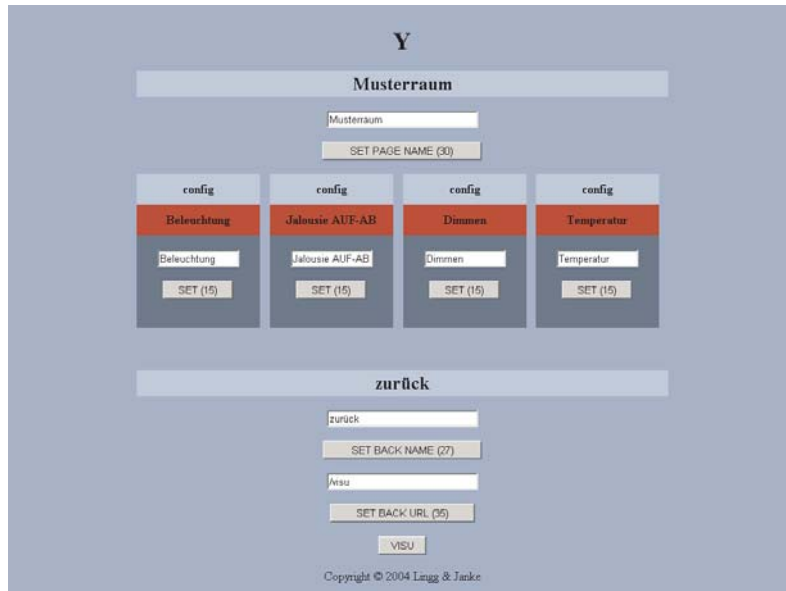 Y
Musterraum
Musterraum
SET PAGE NAME (30)
config config config config
Beleuchtung Jalousie AUF-AB Dimmen Temperatur
Beleuchtung Jalousie AUF-AB Dimmen Temperatur
SET (15) SET (15) SET (15) SET (15)
zurück
zurück
SET BACK NAME (27)
/visu
SET BACK URL (35)
VISU
Copyright © 2004 Lingg & Janke